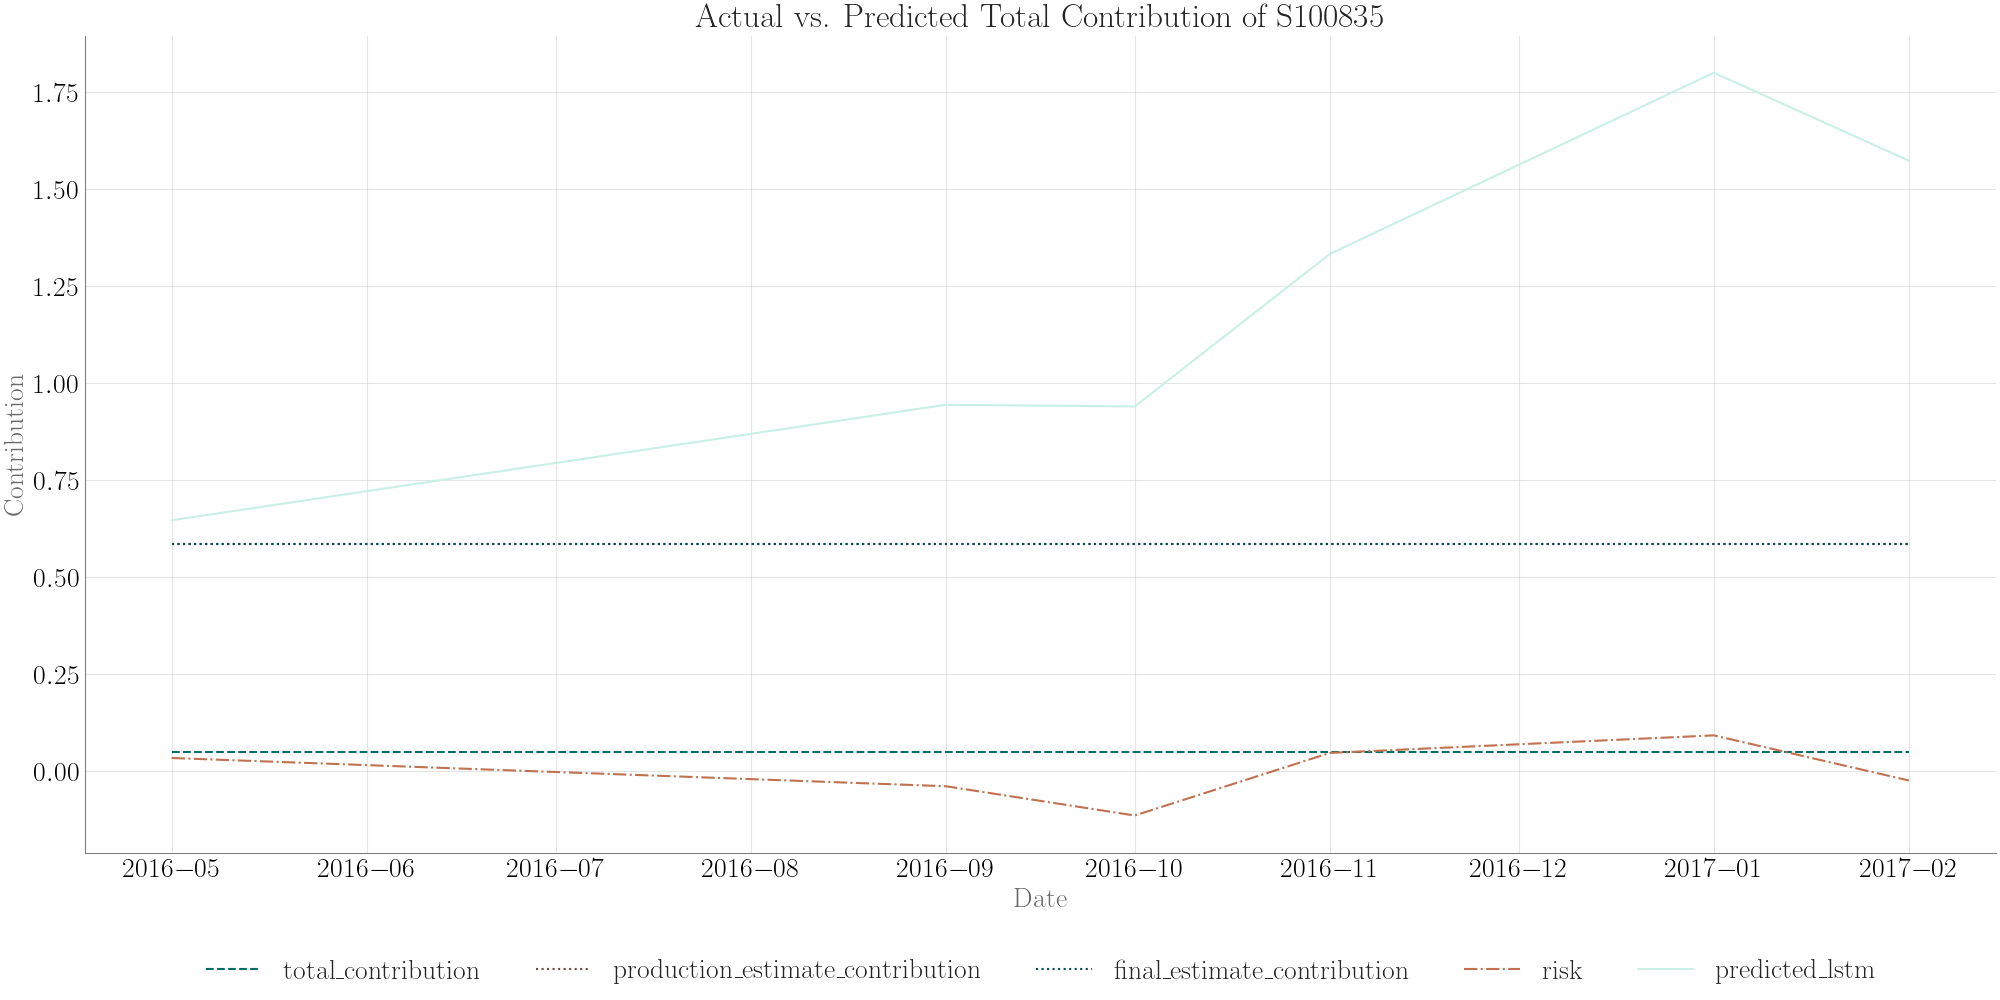 Actual vs. Predicted Total Contribution of S100835
1.75
1.50
1.25
1.00
0.75
0.50
0.25
0.00
Contribution
2016−05 2016−06 2016−07 2016−08 2016−09 2016−10 2016−11 2016−12 2017−01 2017−02
Date
total_contribution production_estimate_contribution final_estimate_contribution risk predicted_lstm